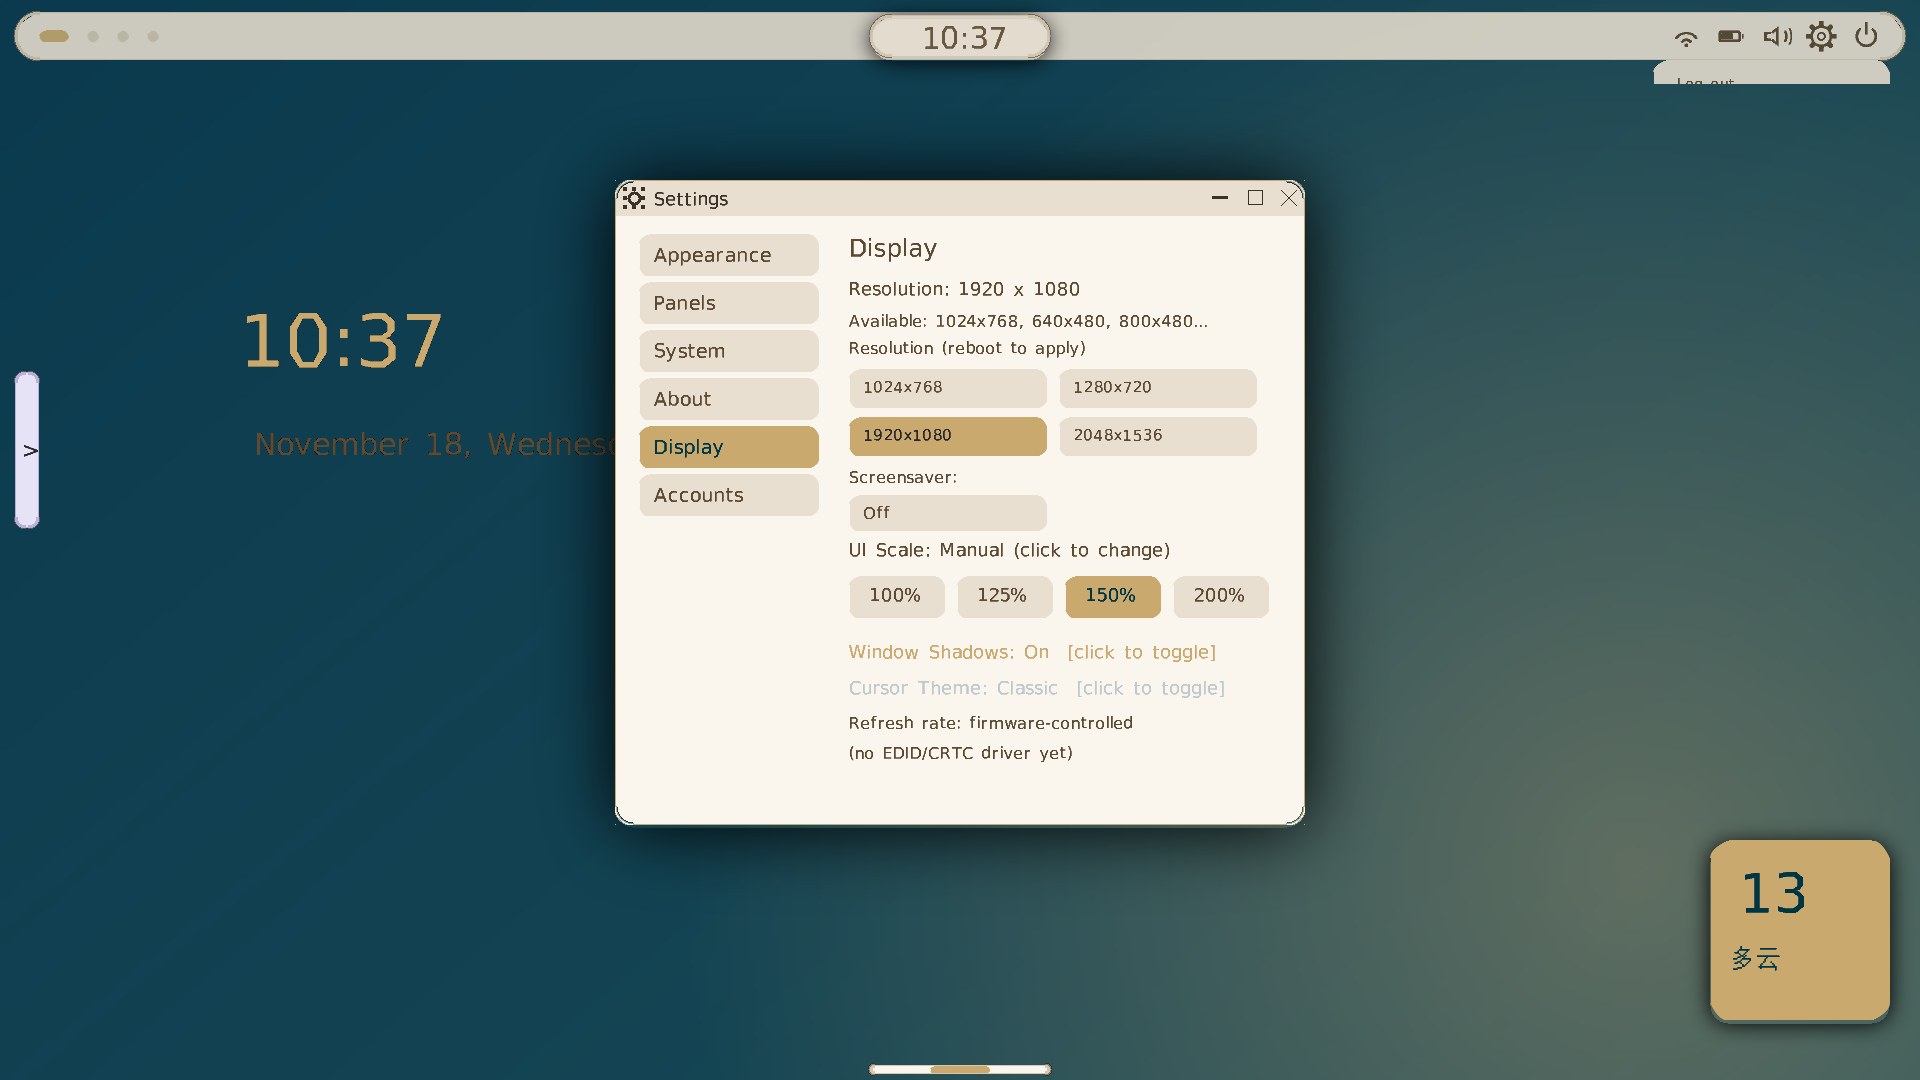 10:37
Log out
10:37
November 18, Wednes
>
Settings
Appearance
Panels
System
About
Display
Accounts
Display
Resolution: 1920 x 1080
Available: 1024x768, 640x480, 800x480...
Resolution (reboot to apply)
1024x768 1280x720
1920x1080 2048x1536
Screensaver:
Off
UI Scale: Manual (click to change)
100% 125% 150% 200%
Window Shadows: On [click to toggle]
Cursor Theme: Classic [click to toggle]
Refresh rate: firmware-controlled
(no EDID/CRTC driver yet)
13
多云